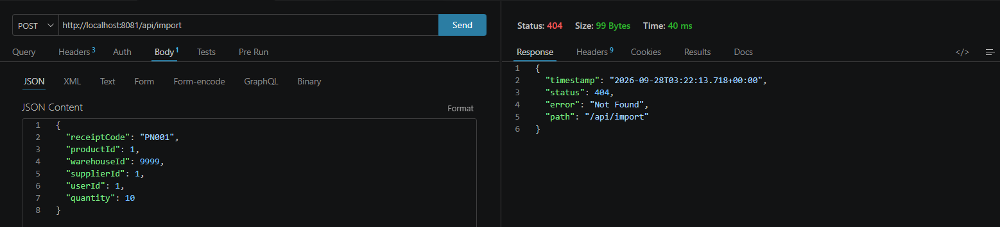 POST http://localhost:8081/api/import Send
Query Headers 3 Auth Body 1 Tests Pre Run
JSON XML Text Form Form-encode GraphQL Binary
JSON Content Format
1 {
2 "receiptCode": "PN001",
3 "productId": 1,
4 "warehouseId": 9999,
5 "supplierId": 1,
6 "userId": 1,
7 "quantity": 10
8 }
Status: 404 Size: 99 Bytes Time: 40 ms
Response Headers 9 Cookies Results Docs </>
1 {
2 "timestamp": "2026-09-28T03:22:13.718+00:00",
3 "status": 404,
4 "error": "Not Found",
5 "path": "/api/import"
6 }